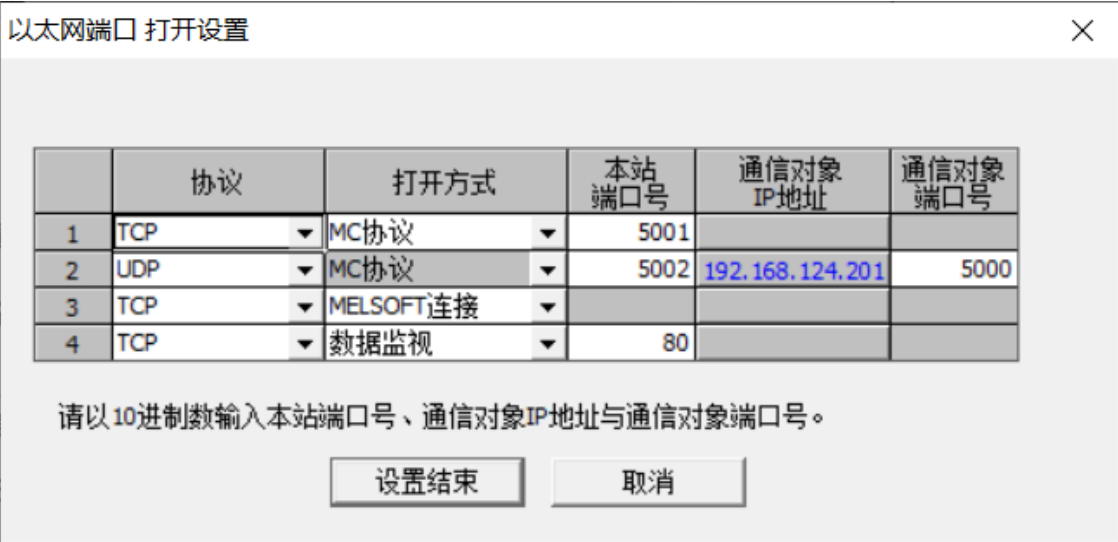 以太网端口 打开设置
协议 打开方式 本站端口号 通信对象IP地址 通信对象端口号
1 TCP MC协议 5001
2 UDP MC协议 5002 192.168.124.201 5000
3 TCP MELSOFT连接
4 TCP 数据监视 80
请以10进制数输入本站端口号、通信对象IP地址与通信对象端口号。
设置结束 取消